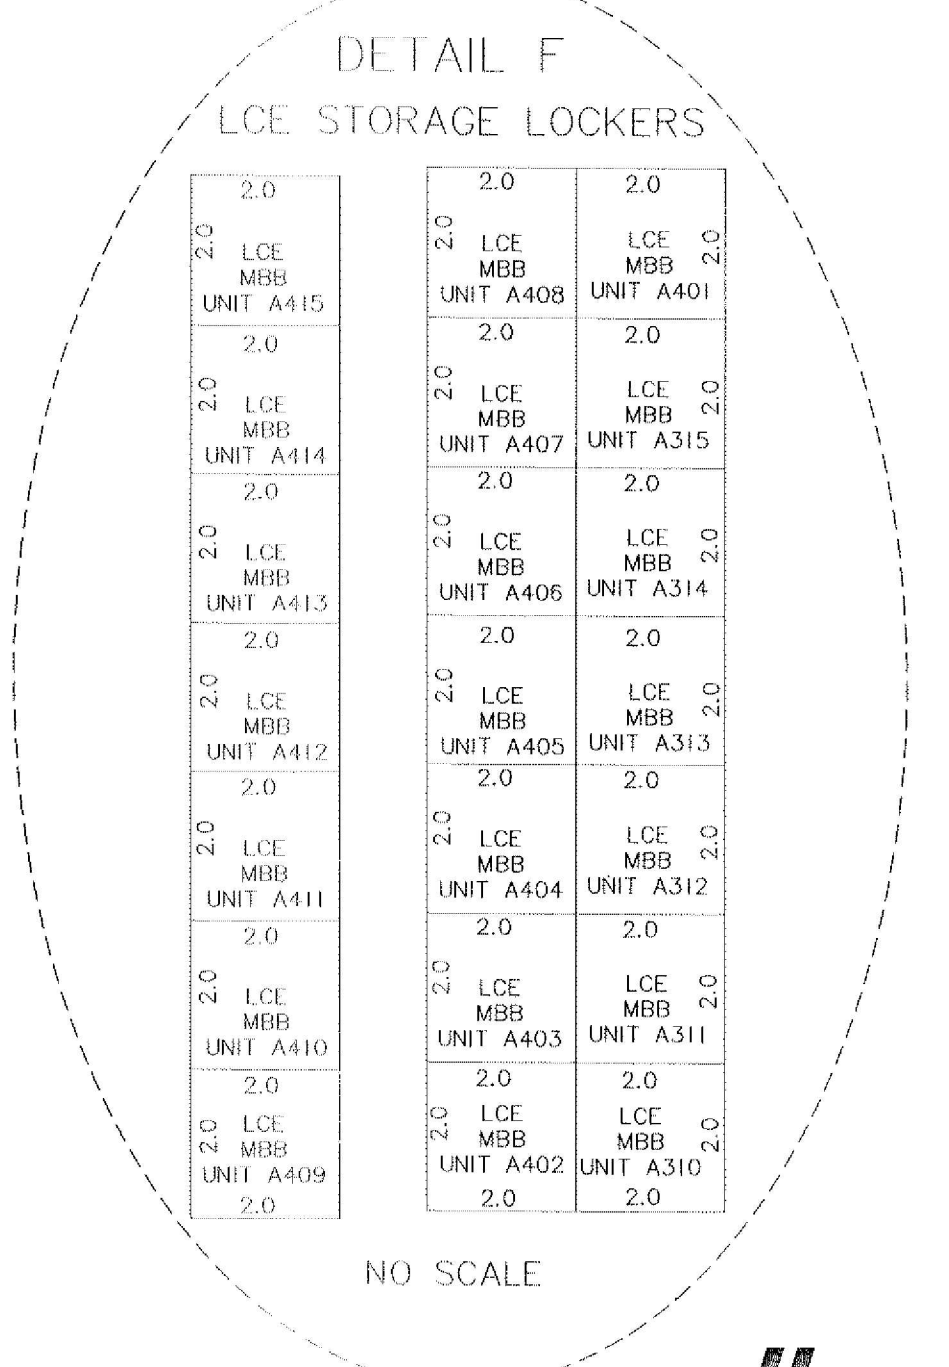 DETAIL F
LCE STORAGE LOCKERS
2.0
2.0
LCE
MBB
UNIT A415
2.0
2.0
LCE
MBB
UNIT A414
2.0
2.0
LCE
MBB
UNIT A413
2.0
2.0
LCE
MBB
UNIT A412
2.0
2.0
LCE
MBB
UNIT A411
2.0
2.0
LCE
MBB
UNIT A410
2.0
2.0
LCE
MBB
UNIT A409
2.0
2.0
2.0
LCE
MBB
UNIT A408
2.0
2.0
LCE
MBB
UNIT A407
2.0
2.0
LCE
MBB
UNIT A406
2.0
2.0
LCE
MBB
UNIT A405
2.0
2.0
LCE
MBB
UNIT A404
2.0
2.0
LCE
MBB
UNIT A403
2.0
2.0
LCE
MBB
UNIT A402
2.0
2.0
2.0
LCE
MBB
UNIT A401
2.0
2.0
LCE
MBB
UNIT A315
2.0
2.0
LCE
MBB
UNIT A314
2.0
2.0
LCE
MBB
UNIT A313
2.0
2.0
LCE
MBB
UNIT A312
2.0
2.0
LCE
MBB
UNIT A311
2.0
2.0
LCE
MBB
UNIT A310
2.0
NO SCALE